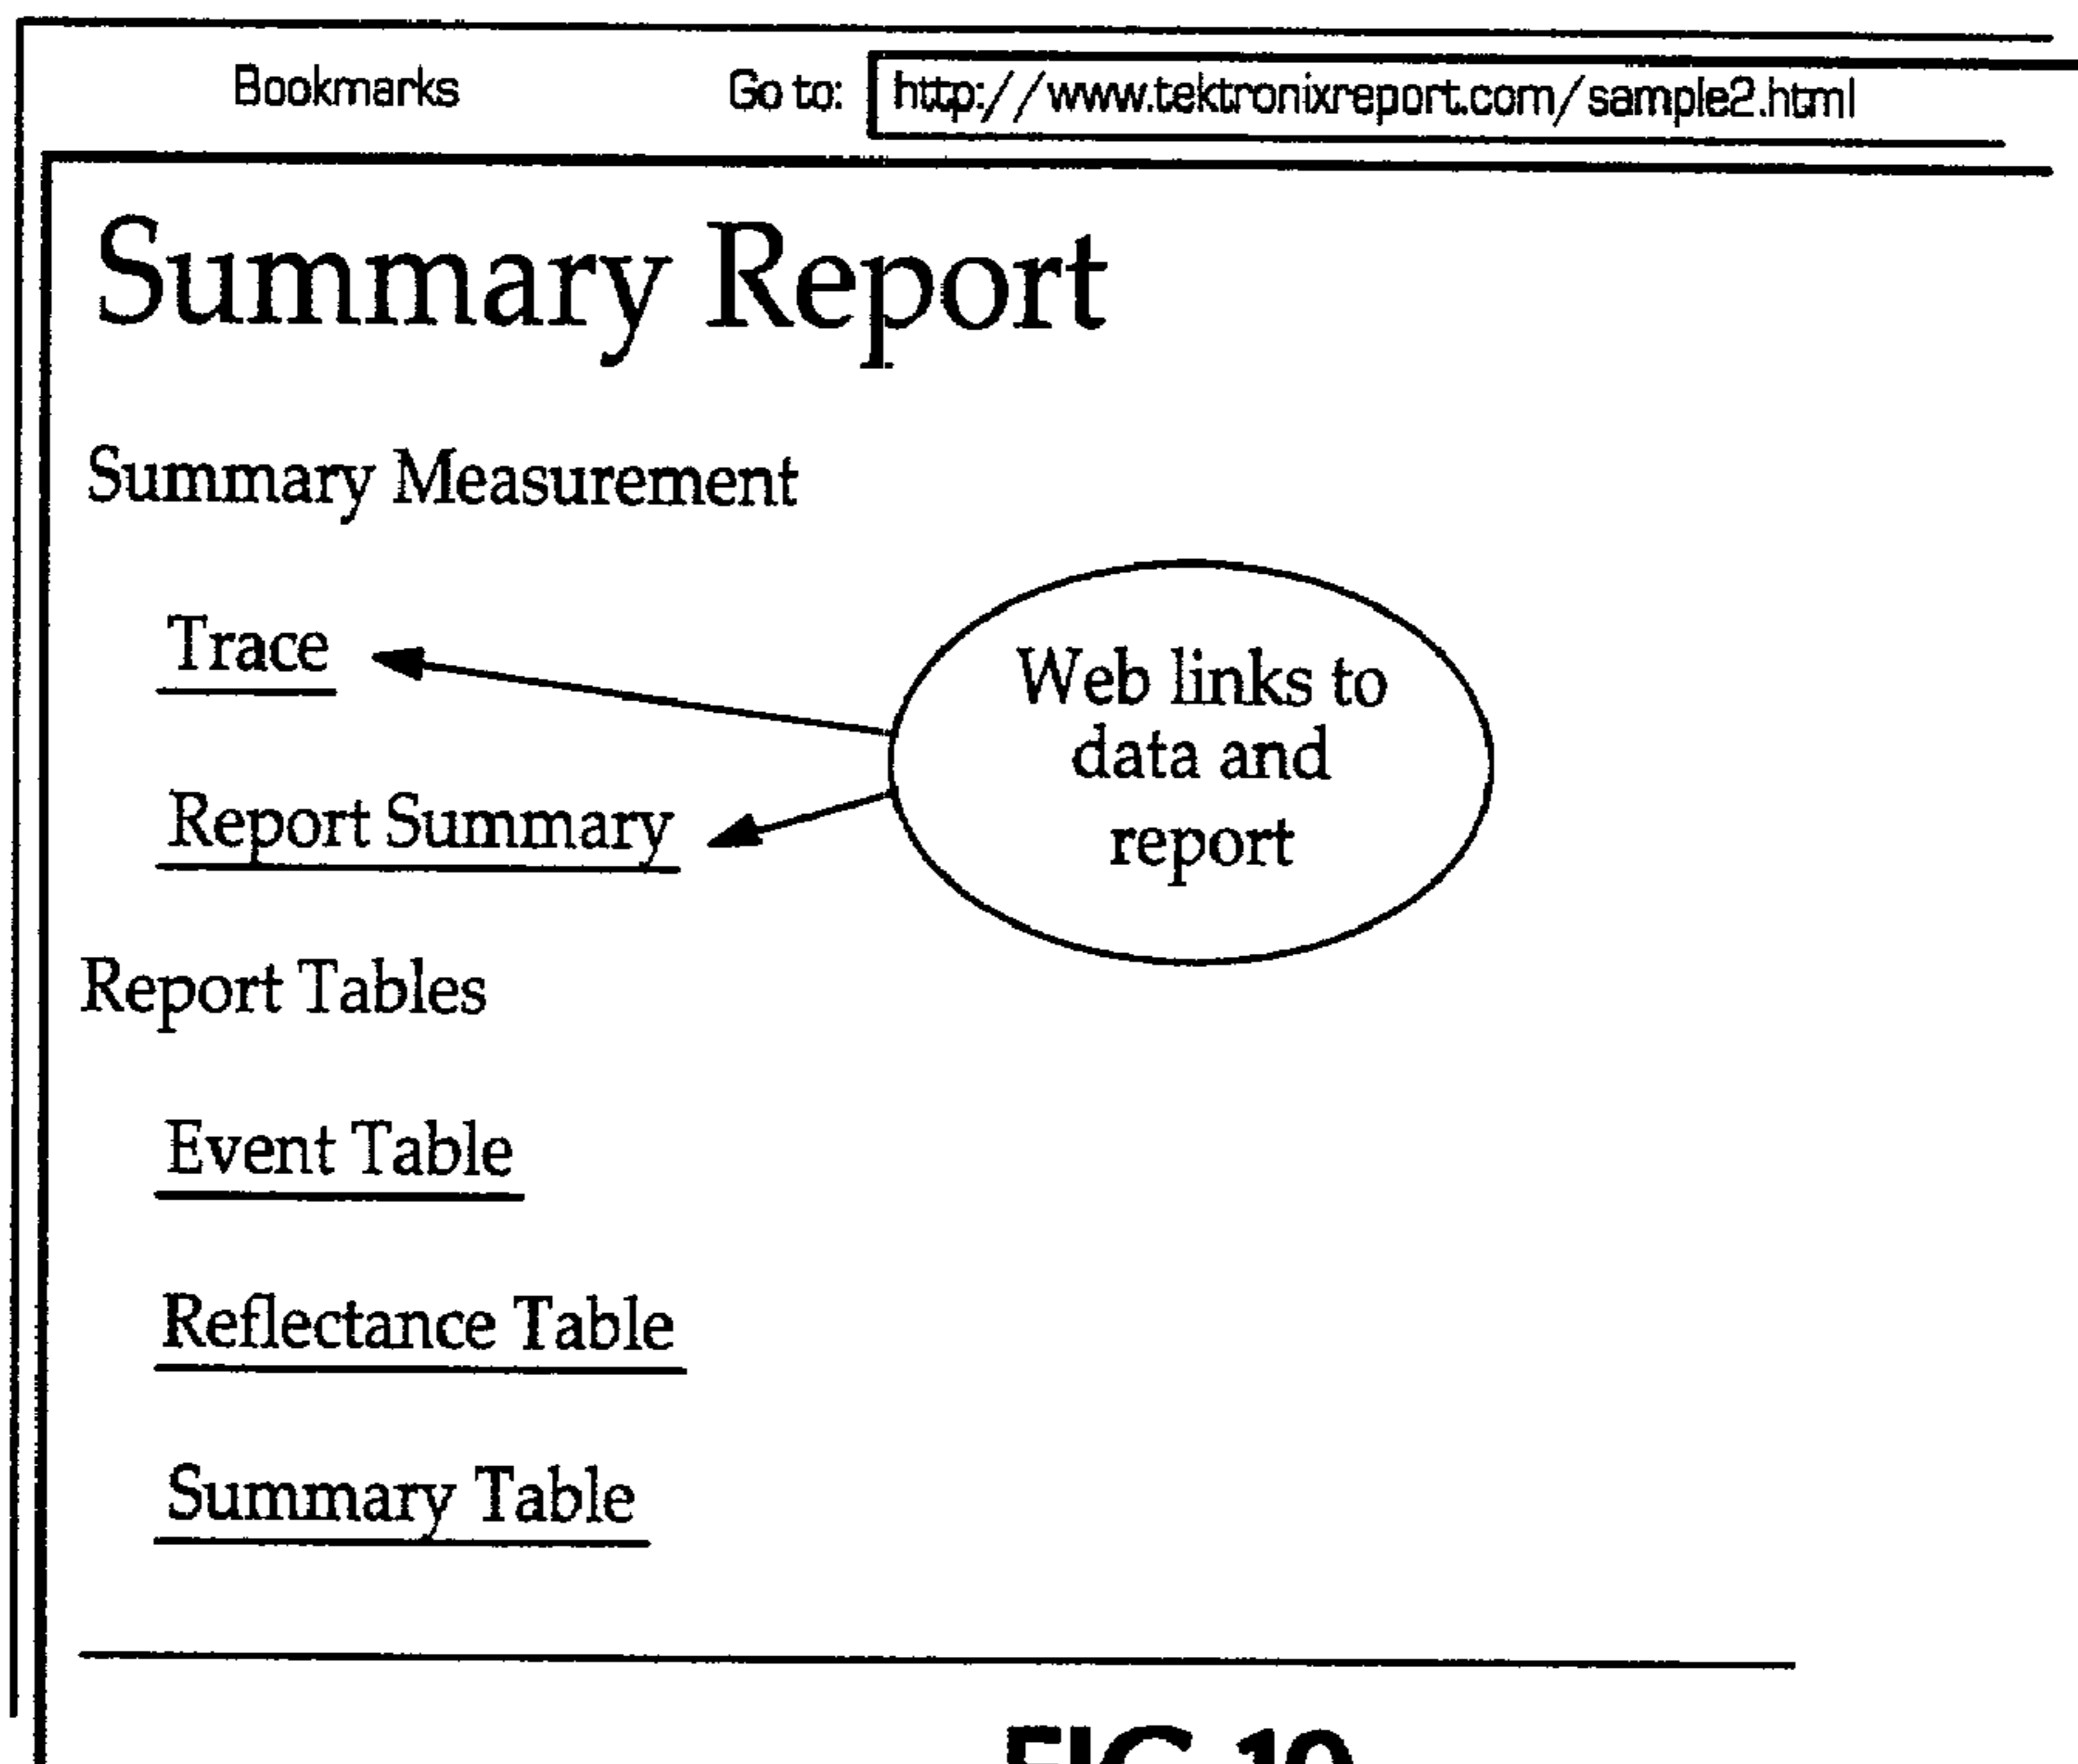 Bookmarks Go to: http://www.tektronixreport.com/sample2.html
Summary Report
Summary Measurement
Trace
Web links to
data and
report
Report Summary
Report Tables
Event Table
Reflectance Table
Summary Table